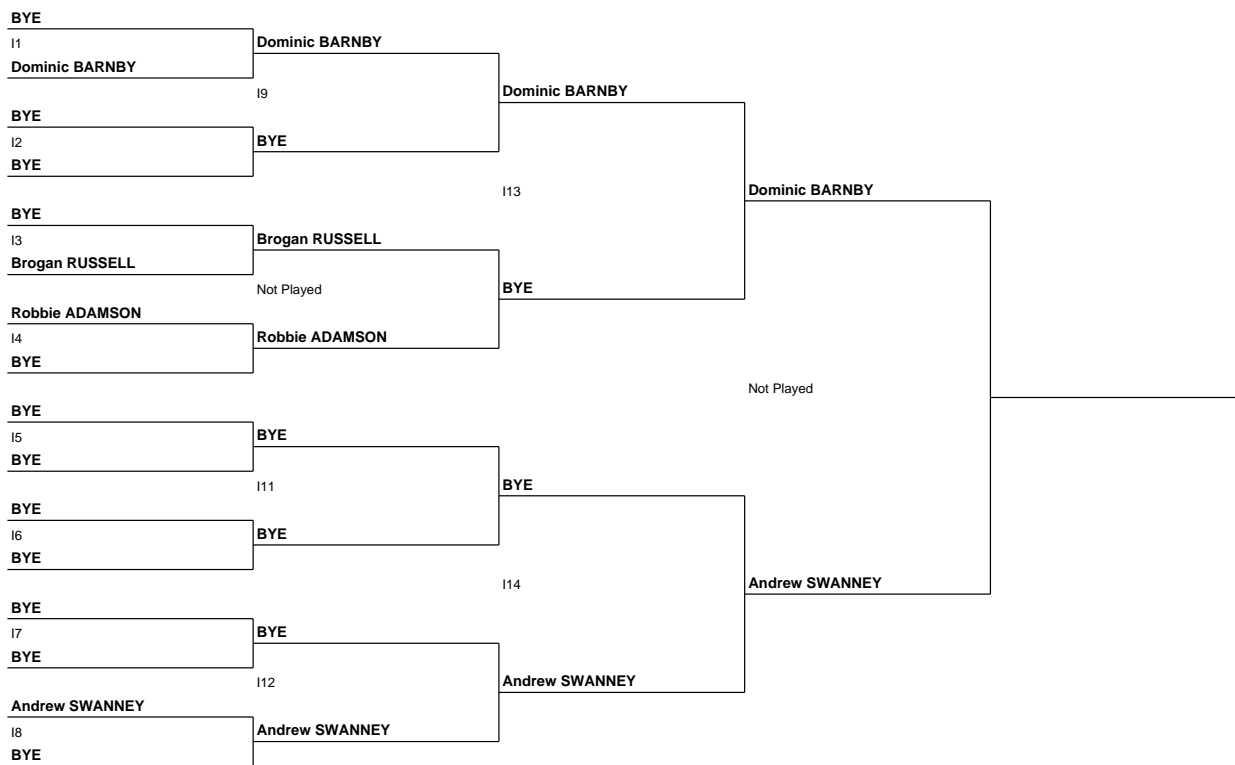 BYE
I1
Dominic BARNBY
Dominic BARNBY
I9
Dominic BARNBY
BYE
I2
BYE
BYE
I13
Dominic BARNBY
BYE
I3
Brogan RUSSELL
Brogan RUSSELL
Not Played
BYE
Robbie ADAMSON
I4
BYE
Robbie ADAMSON
Not Played
BYE
I5
BYE
BYE
I11
BYE
BYE
I6
BYE
BYE
I14
Andrew SWANNEY
BYE
I7
BYE
BYE
I12
Andrew SWANNEY
Andrew SWANNEY
I8
BYE
Andrew SWANNEY